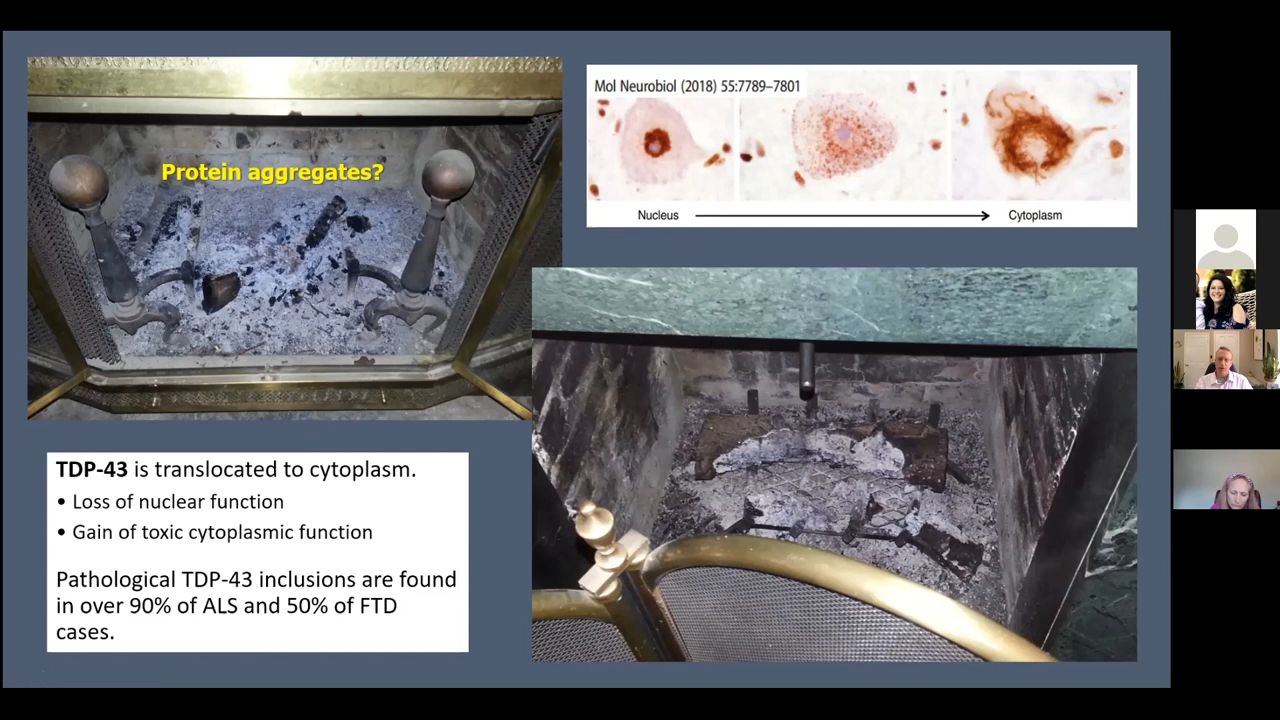 Protein aggregates?
Mol Neurobiol (2018) 55:7789–7801
Nucleus
Cytoplasm
TDP-43 is translocated to cytoplasm.
• Loss of nuclear function
• Gain of toxic cytoplasmic function
Pathological TDP-43 inclusions are found
in over 90% of ALS and 50% of FTD
cases.